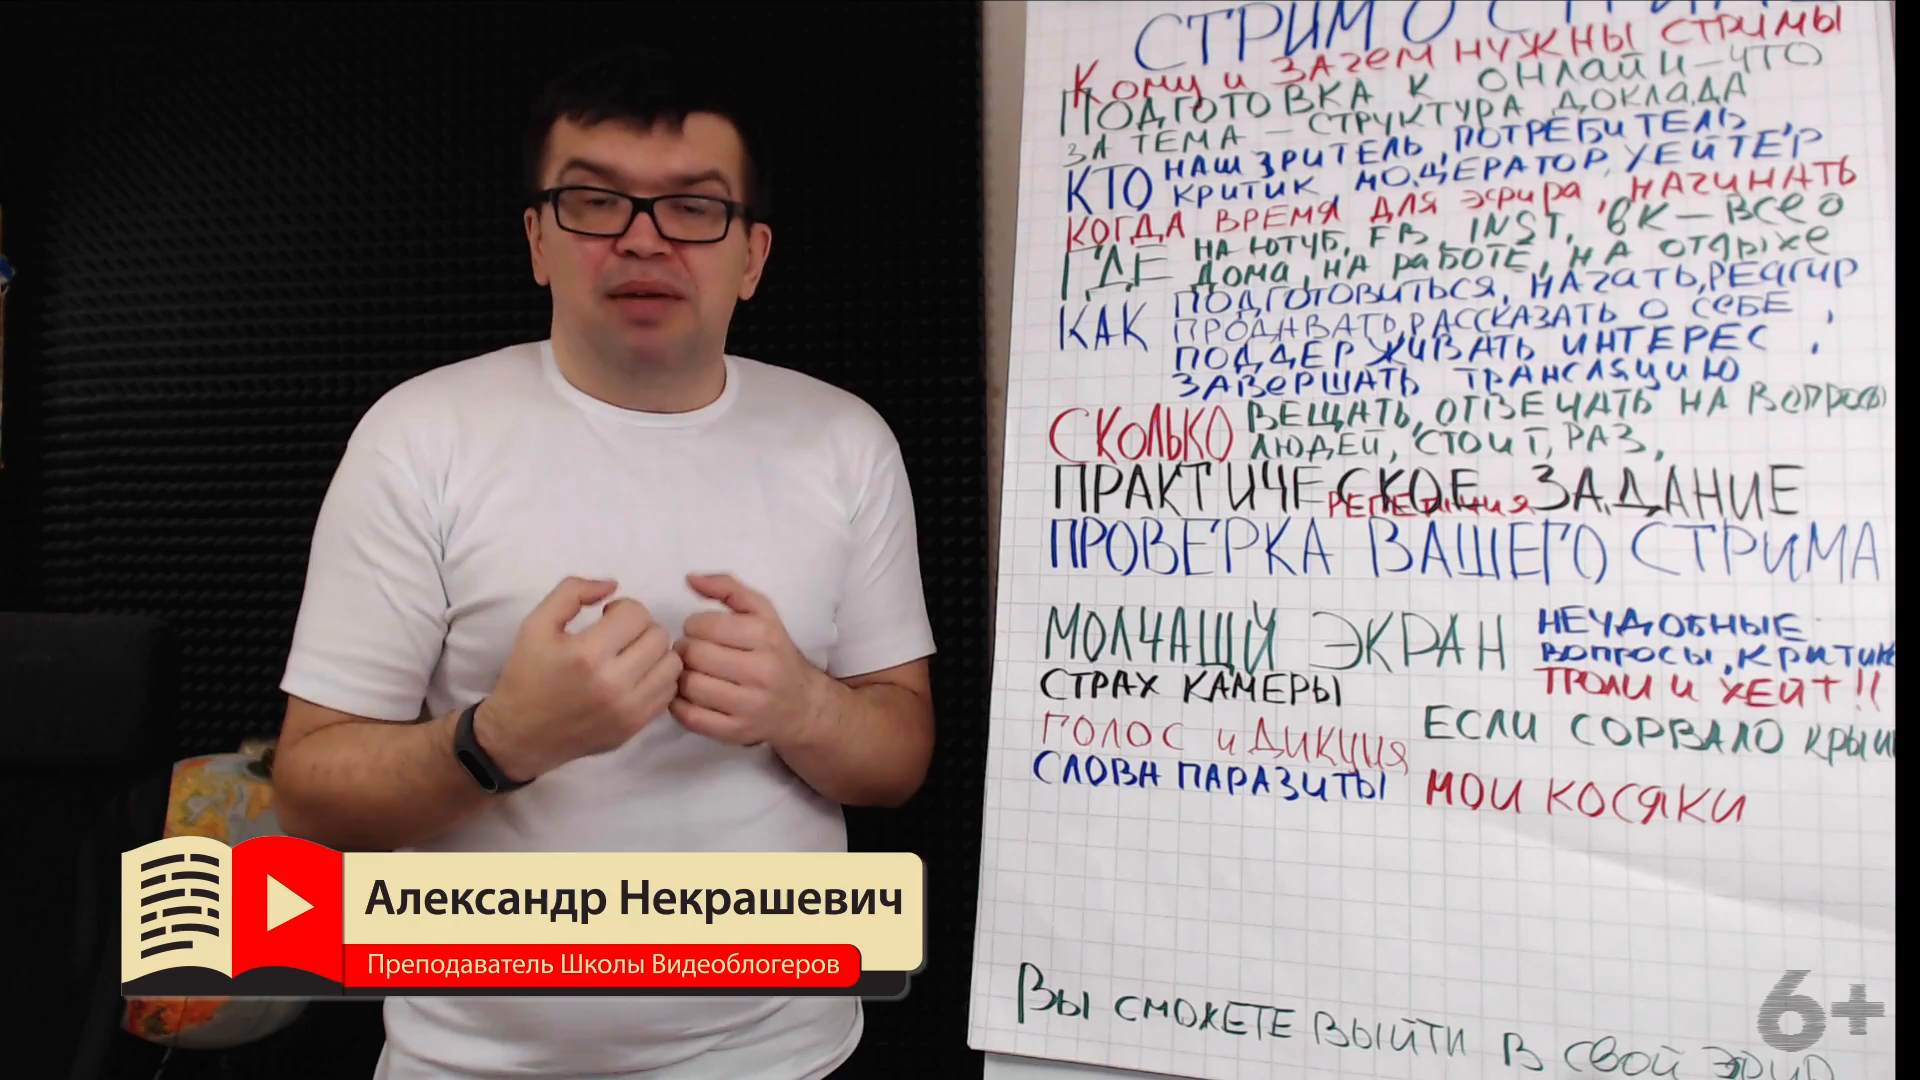 СТРИМ О
Кому и зачем нужны стримы
ПОДГОТОВКА К ОНЛАЙН-ЧТО
ЗА ТЕМА - СТРУКТУРА ДОКЛАДА
КТО НАШ ЗРИТЕЛЬ, ПОТРЕБИТЕЛЬ,
КРИТИК, МОДЕРАТОР, ХЕЙТЕР
КОГДА ВРЕМЯ ДЛЯ эфира, НАЧИНАТЬ
ГДЕ НА ЮТУБ, FB, INST, ВК - ВСЕ О
ДОМА, НА РАБОТЕ, НА ОТДЫХЕ
КАК ПОДГОТОВИТЬСЯ, НАЧАТЬ, РЕАГИР
ПРОДАВАТЬ, РАССКАЗАТЬ О СЕБЕ,
ПОДДЕРЖИВАТЬ ИНТЕРЕС,
ЗАВЕРШАТЬ ТРАНСЛЯЦИЮ
СКОЛЬКО ВЕЩАТЬ, ОТВЕЧАТЬ НА ВОПРОСЫ
ЛЮДЕЙ, СТОИТ, РАЗ,
ПРАКТИЧЕСКОЕ ЗАДАНИЕ
РЕПЕТИЦИЯ
ПРОВЕРКА ВАШЕГО СТРИМА
МОЛЧАЩИЙ ЭКРАН
НЕУДОБНЫЕ
ВОПРОСЫ, КРИТИК
СТРАХ КАМЕРЫ
ТРОЛИ И ХЕЙТ!!
ГОЛОС И ДИКЦИЯ
ЕСЛИ СОРВАЛО КРЫШ
СЛОВА ПАРАЗИТЫ
МОИ КОСЯКИ
Вы СМОЖЕТЕ ВЫЙТИ В СВОЙ
Александр Некрашевич
Преподаватель Школы Видеоблогеров
6+